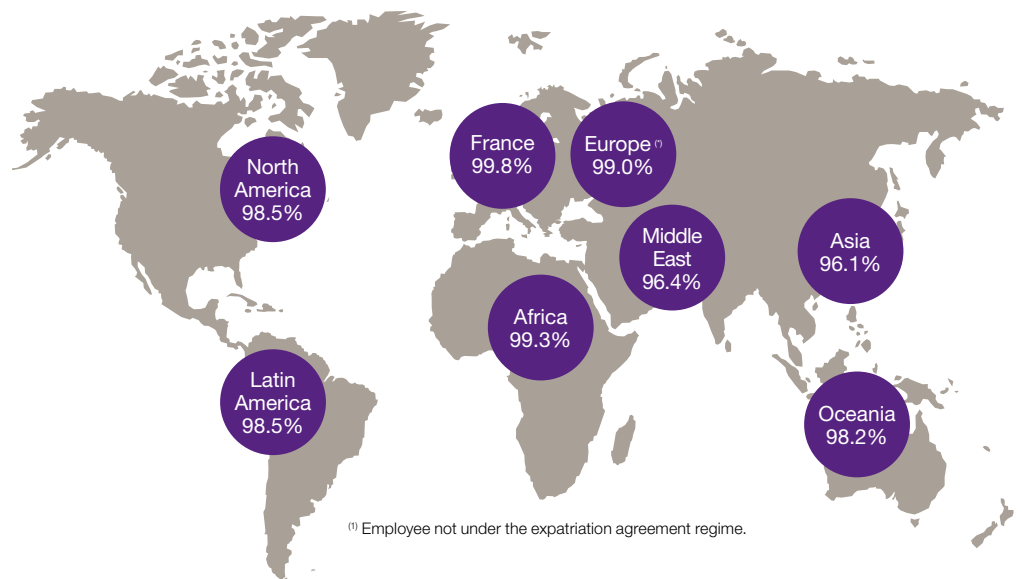 North
America
98.5%
France
99.8%
Europe (*)
99.0%
Middle
East
96.4%
Asia
96.1%
Africa
99.3%
Latin
America
98.5%
Oceania
98.2%
(1) Employee not under the expatriation agreement regime.